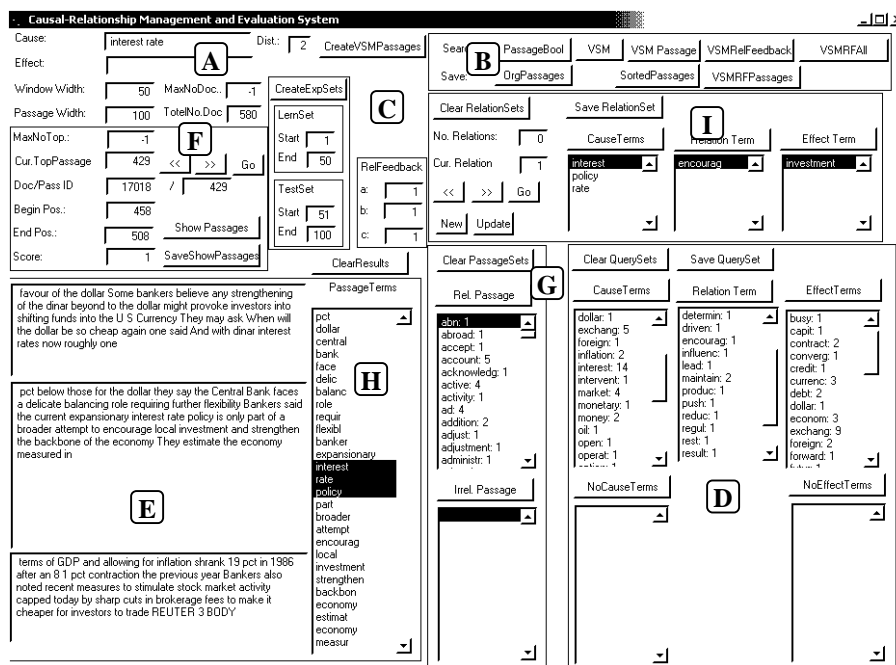 Causal-Relationship Management and Evaluation System
Cause: interest rate Dist.: 2 CreateVSMPassages
Effect:
A
Window Width: 50 MaxNoDoc.. -1
Passage Width: 100 TotelNo.Doc 580
Search: PassageBool VSM VSM Passage VSMRelFeedback VSMRFAll
B
Save: OrgPassages SortedPassages VSMRFPassages
CreateExpSets
C
LernSet
Start 1
End 50
TestSet
Start 51
End 100
RelFeedback
a: 1
b: 1
c: 1
MaxNoTop.: -1
F
Cur.TopPassage 429 << >> Go
Doc/Pass ID 17018 / 429
Begin Pos.: 458
End Pos.: 508 Show Passages
Score: 1 SaveShowPassages
Clear RelationSets Save RelationSet
I
No. Relations: 0 CauseTerms Relation Term Effect Term
Cur. Relation 1
<< >> Go
New Update
interest
policy
rate
encourag
investment
ClearResults
favour of the dollar Some bankers believe any strengthening
of the dinar beyond to the dollar might provoke investors into
shifting funds into the U S Currency They may ask When will
the dollar be so cheap again one said And with dinar interest
rates now roughly one
pct below those for the dollar they say the Central Bank faces
a delicate balancing role requiring further flexibility Bankers said
the current expansionary interest rate policy is only part of a
broader attempt to encourage local investment and strengthen
the backbone of the economy They estimate the economy
measured in
E
terms of GDP and allowing for inflation shrank 19 pct in 1986
after an 8 1 pct contraction the previous year Bankers also
noted recent measures to stimulate stock market activity
capped today by sharp cuts in brokerage fees to make it
cheaper for investors to trade REUTER 3 BODY
PassageTerms
H
pct
dollar
central
bank
face
delic
balanc
role
requir
flexibl
banker
expansionary
interest
rate
policy
part
broader
attempt
encourag
local
investment
strengthen
backbon
economy
estimat
economy
measur
Clear PassageSets
G
Rel. Passage
abn: 1
abroad: 1
accept: 1
account: 5
acknowledg: 1
active: 4
activity: 1
ad: 4
addition: 2
adjust: 1
adjustment: 1
administr: 1
Irrel. Passage
Clear QuerySets Save QuerySet
CauseTerms Relation Term EffectTerms
dollar: 1
exchang: 5
foreign: 1
inflation: 2
interest: 14
intervent: 1
market: 4
monetary: 1
money: 2
oil: 1
open: 1
operat: 1
determin: 1
driven: 1
encourag: 1
influenc: 1
lead: 1
maintain: 2
produc: 1
push: 1
reduc: 1
regul: 1
rest: 1
result: 1
busy: 1
capit: 1
contract: 2
converg: 1
credit: 1
currenc: 3
debt: 2
dollar: 1
econom: 3
exchang: 9
foreign: 2
forward: 1
NoCauseTerms D NoEffectTerms